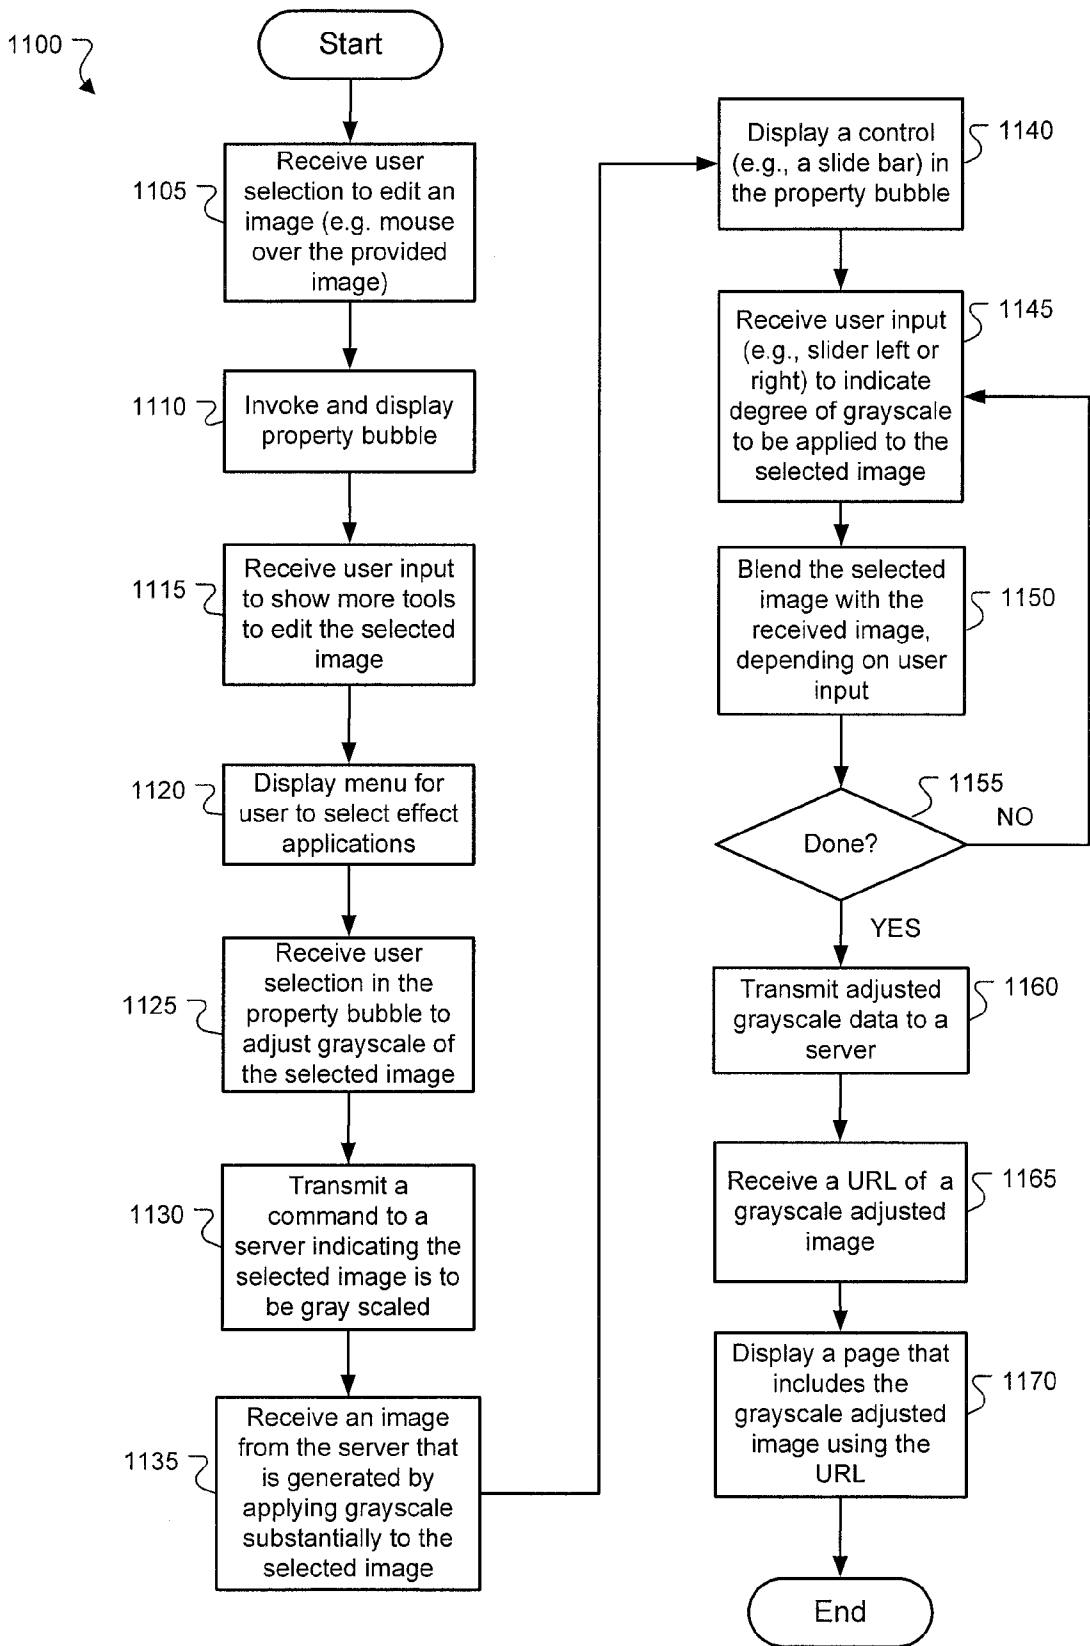 1100
Start
1105
Receive user
selection to edit an
image (e.g. mouse
over the provided
image)
1110
Invoke and display
property bubble
1115
Receive user input
to show more tools
to edit the selected
image
1120
Display menu for
user to select effect
applications
1125
Receive user
selection in the
property bubble to
adjust grayscale of
the selected image
1130
Transmit a
command to a
server indicating the
selected image is to
be gray scaled
1135
Receive an image
from the server that
is generated by
applying grayscale
substantially to the
selected image
Display a control
(e.g., a slide bar) in
the property bubble
1140
Receive user input
(e.g., slider left or
right) to indicate
degree of grayscale
to be applied to the
selected image
1145
Blend the selected
image with the
received image,
depending on user
input
1150
Done?
1155
NO
YES
Transmit adjusted
grayscale data to a
server
1160
Receive a URL of a
grayscale adjusted
image
1165
Display a page that
includes the
grayscale adjusted
image using the
URL
1170
End